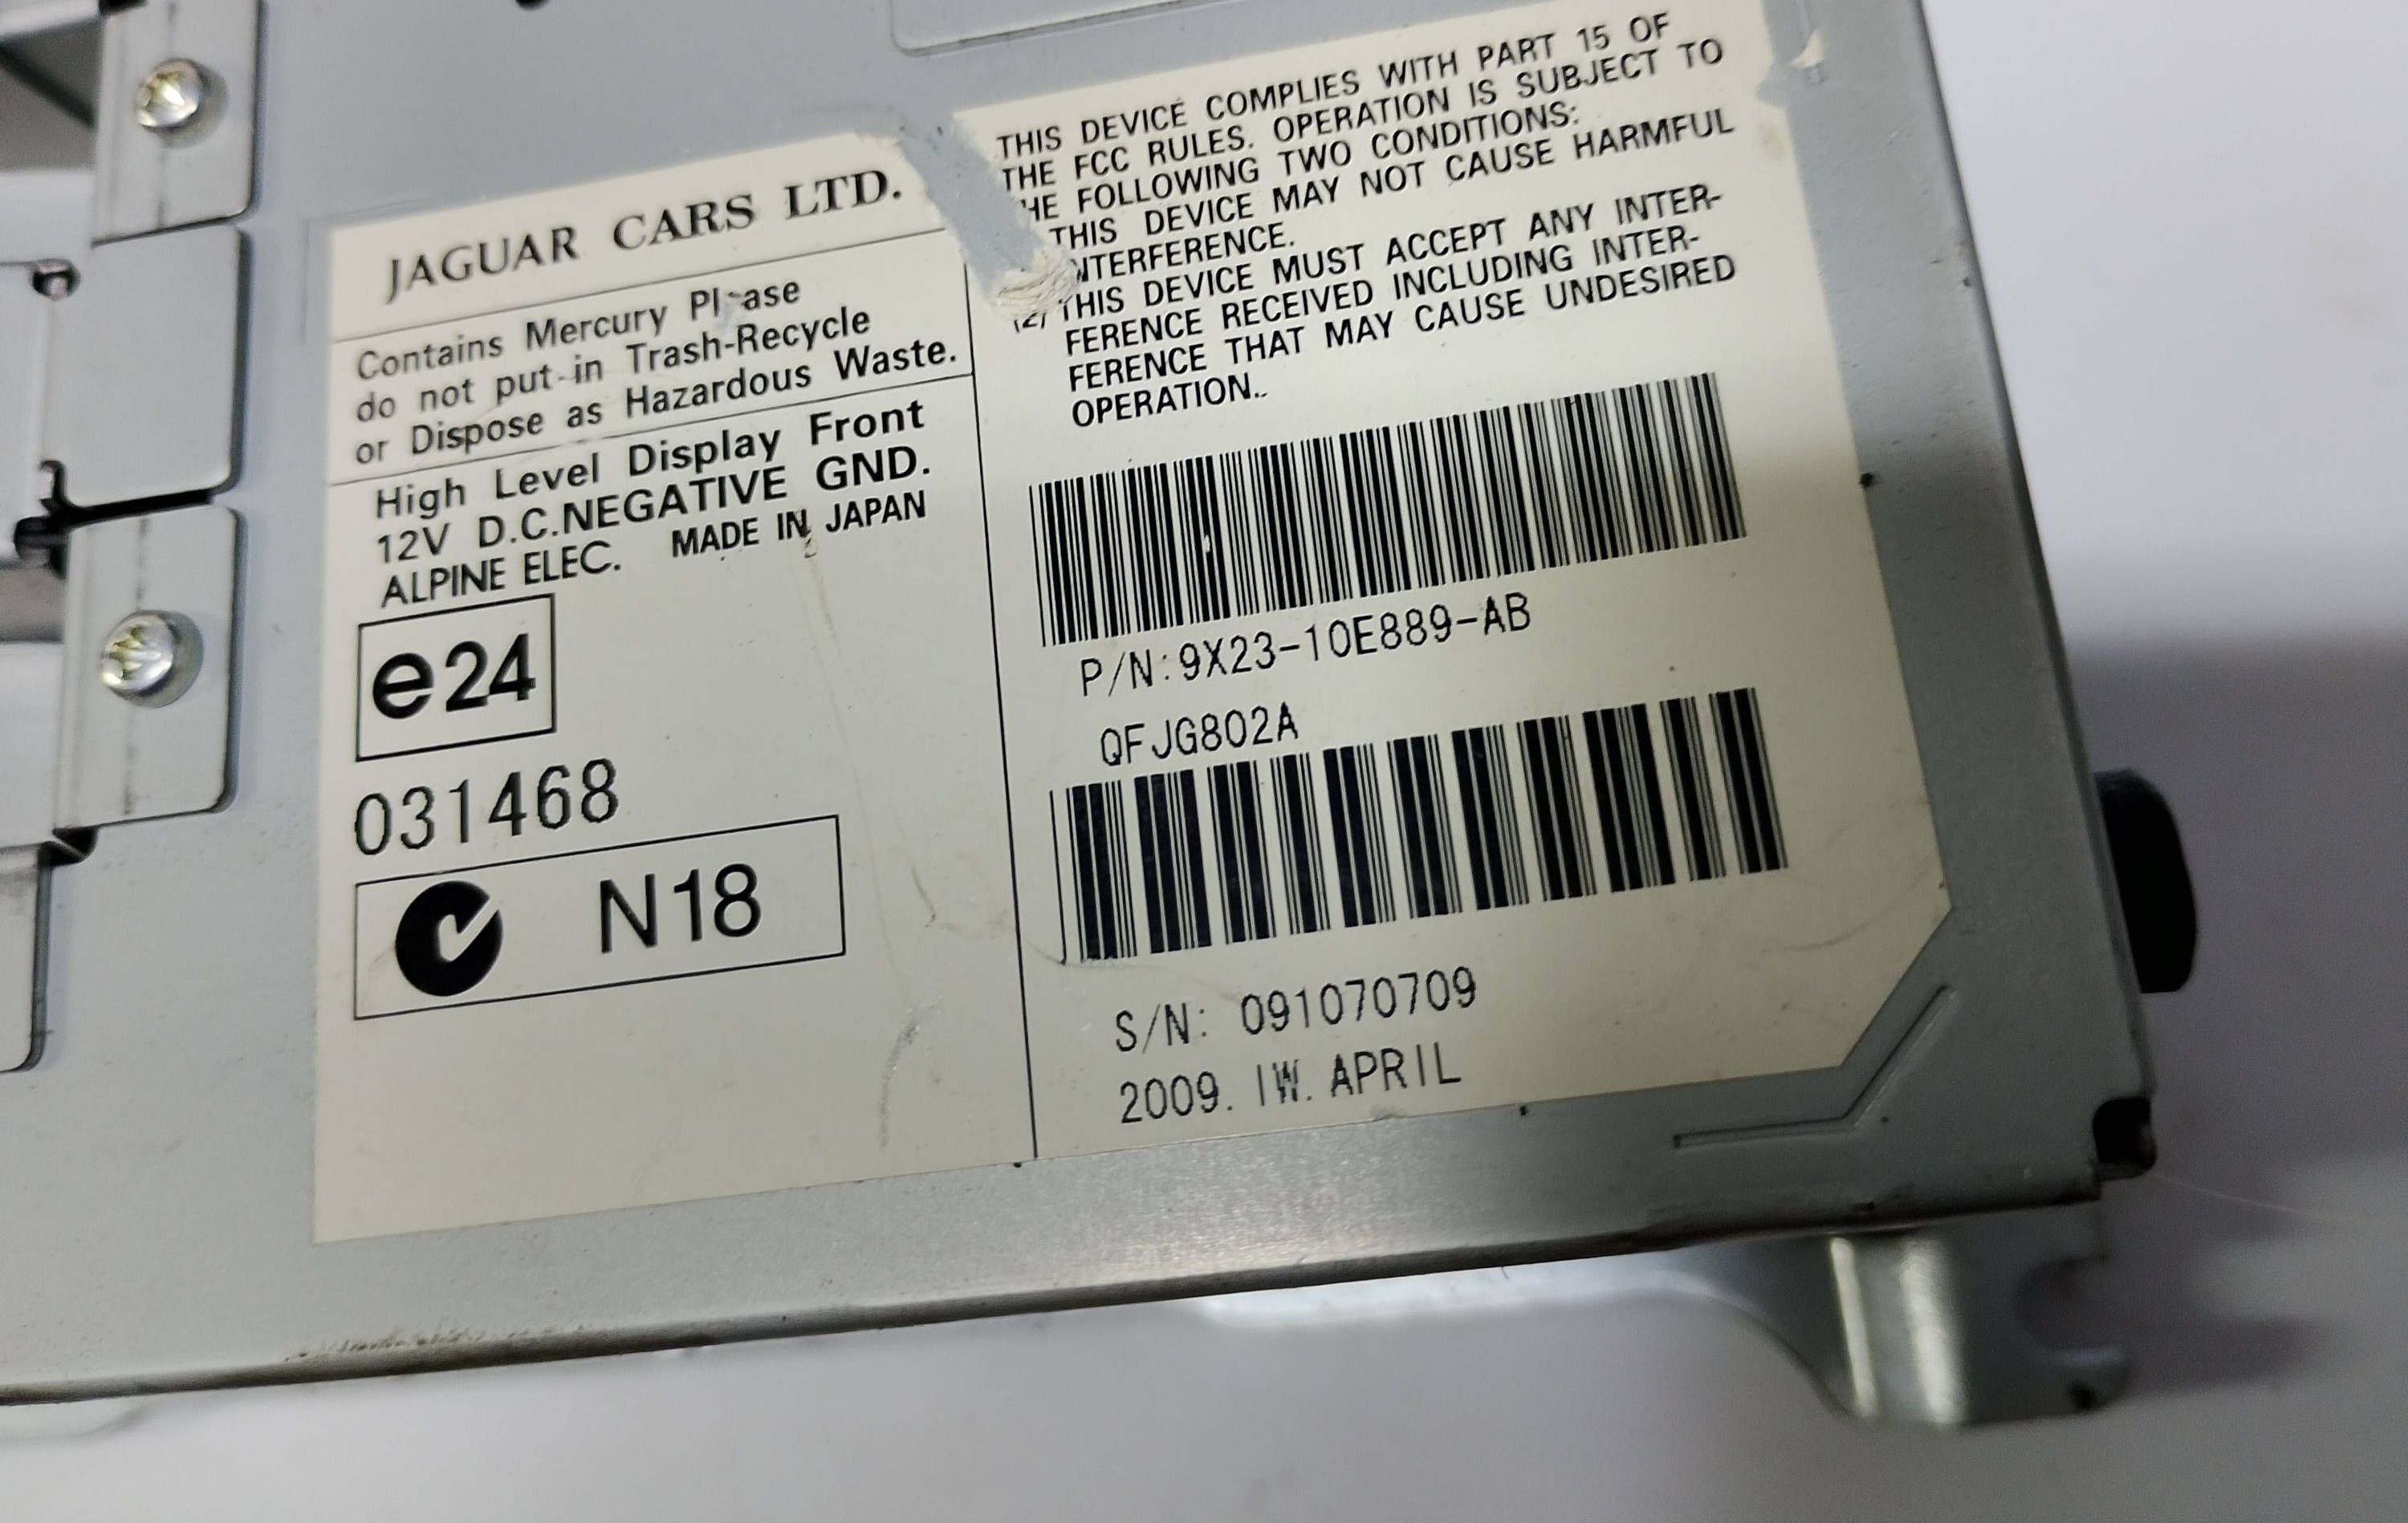 JAGUAR CARS LTD.
Contains Mercury Please
do not put in Trash-Recycle
or Dispose as Hazardous Waste.
High Level Display Front
12V D.C.NEGATIVE GND.
ALPINE ELEC. MADE IN JAPAN
e24
031468
N18
THIS DEVICE COMPLIES WITH PART 15 OF
THE FCC RULES. OPERATION IS SUBJECT TO
HE FOLLOWING TWO CONDITIONS:
THIS DEVICE MAY NOT CAUSE HARMFUL
NTERFERENCE.
(2) THIS DEVICE MUST ACCEPT ANY INTER-
FERENCE RECEIVED INCLUDING INTER-
FERENCE THAT MAY CAUSE UNDESIRED
OPERATION..
P/N:9X23-10E889-AB
QFJG802A
S/N: 091070709
2009. IW. APRIL